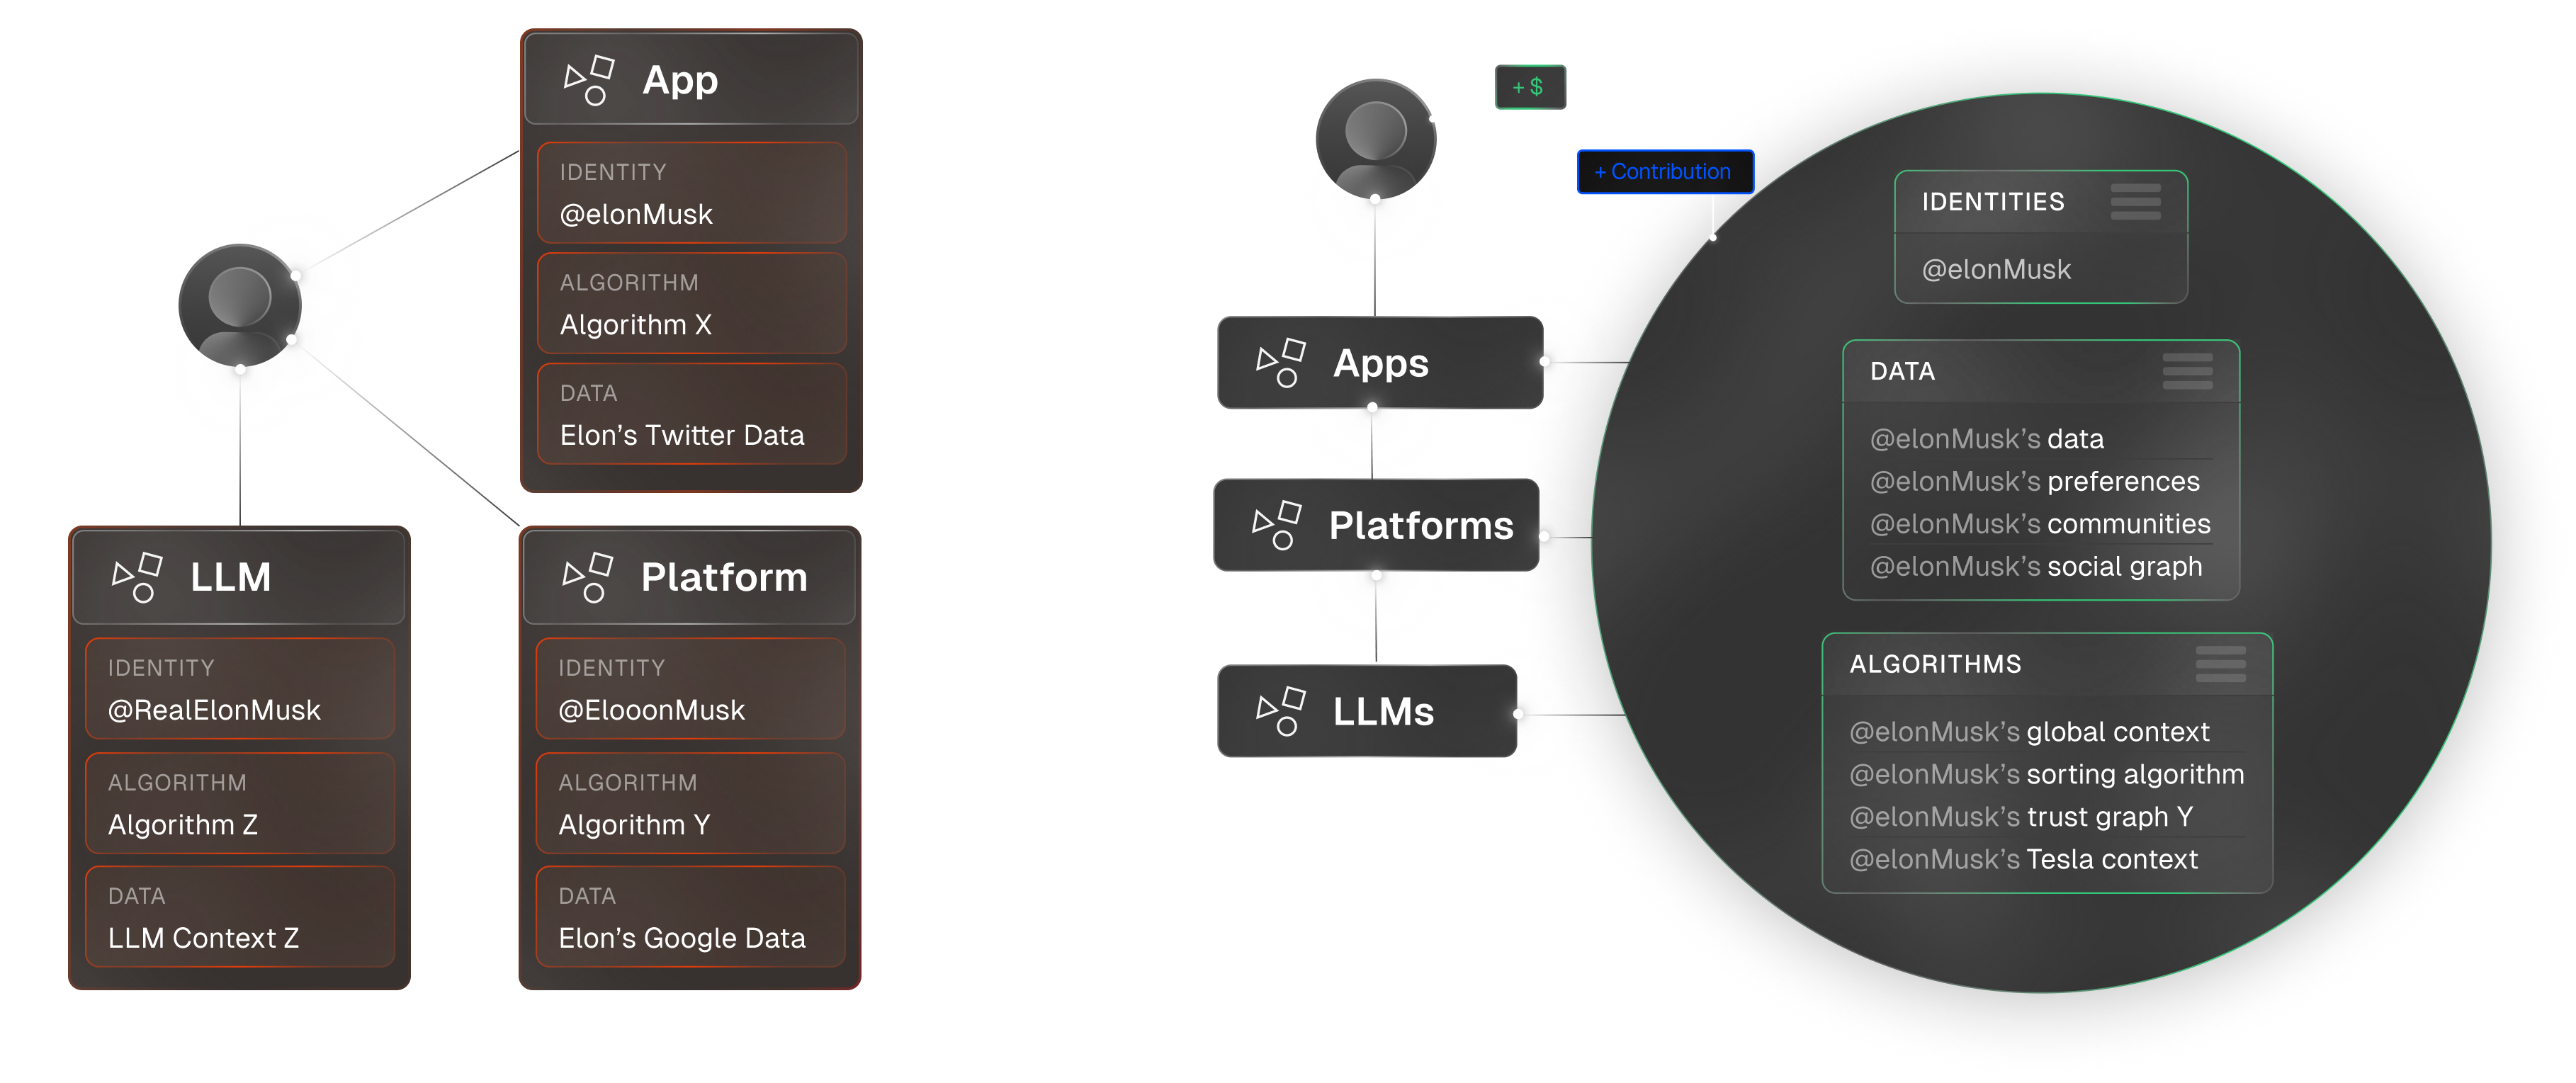 App
IDENTITY
@elonMusk
ALGORITHM
Algorithm X
DATA
Elon’s Twitter Data
LLM
IDENTITY
@RealElonMusk
ALGORITHM
Algorithm Z
DATA
LLM Context Z
Platform
IDENTITY
@ElooonMusk
ALGORITHM
Algorithm Y
DATA
Elon’s Google Data
+ $
+ Contribution
Apps
Platforms
LLMs
IDENTITIES
@elonMusk
DATA
@elonMusk’s data
@elonMusk’s preferences
@elonMusk’s communities
@elonMusk’s social graph
ALGORITHMS
@elonMusk’s global context
@elonMusk’s sorting algorithm
@elonMusk’s trust graph Y
@elonMusk’s Tesla context